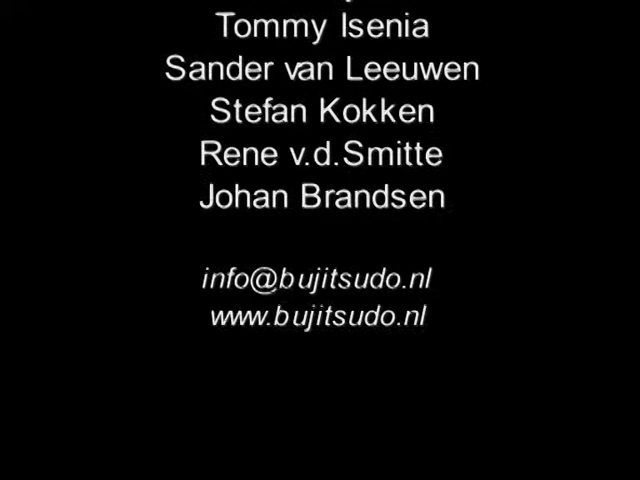 Tommy Isenia
Sander van Leeuwen
Stefan Kokken
Rene v.d.Smitte
Johan Brandsen
info@bujitsudo.nl
www.bujitsudo.nl